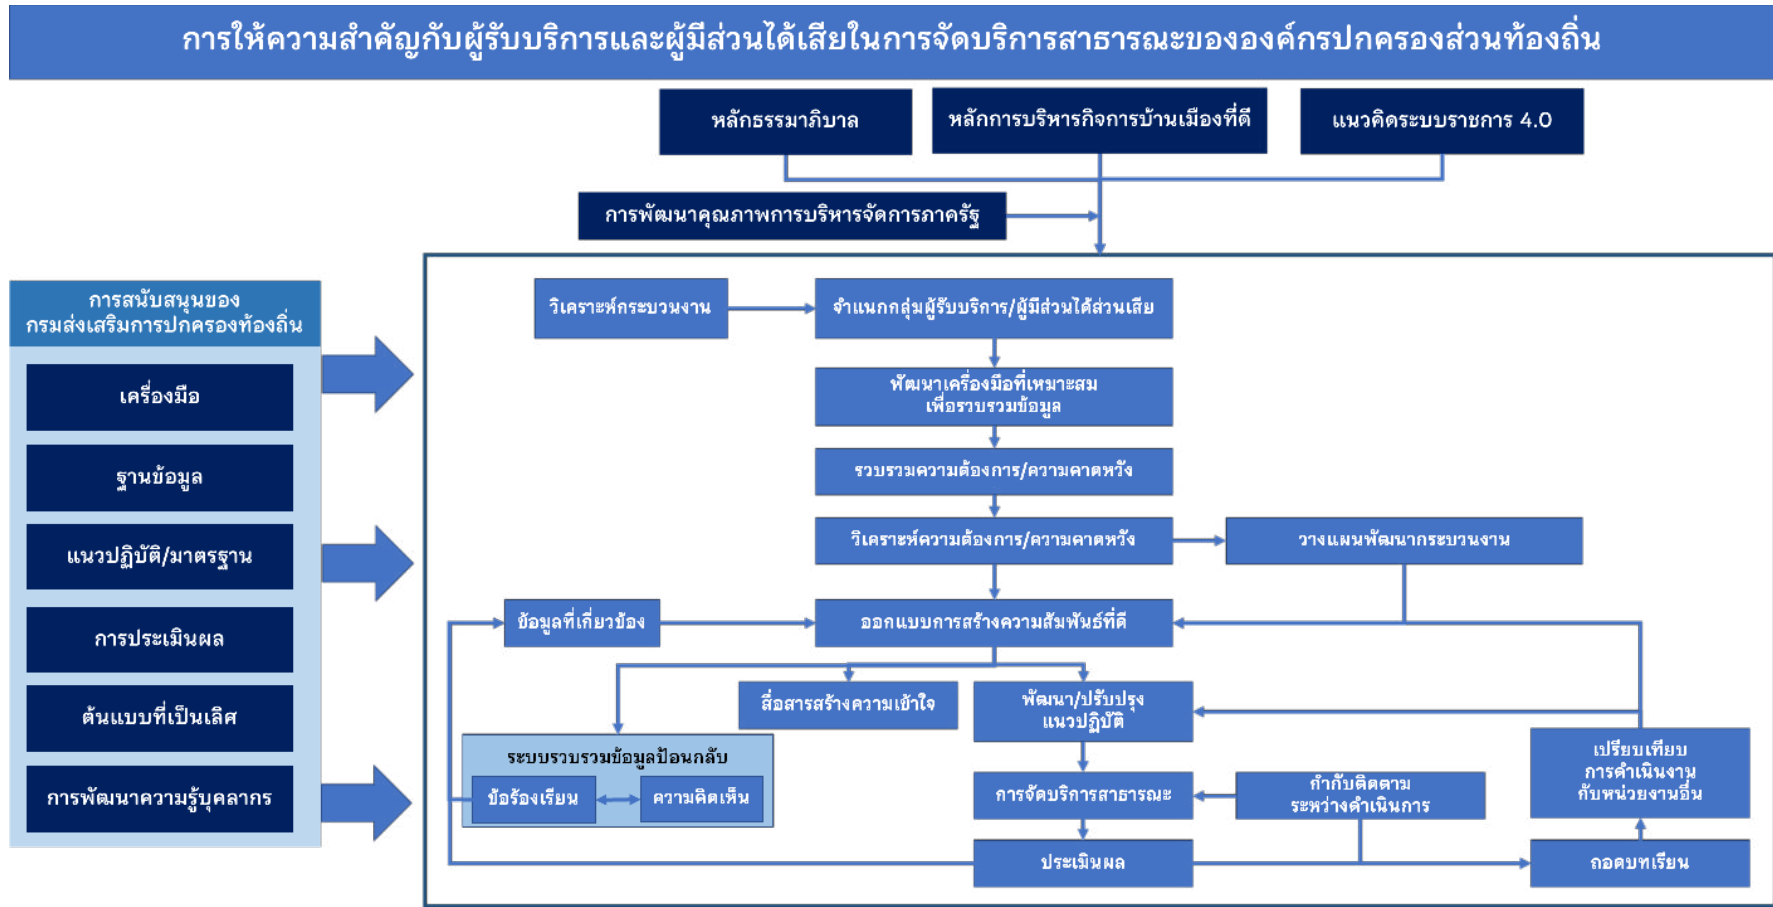 การให้ความสำคัญกับผู้รับบริการและผู้มีส่วนได้เสียในการจัดบริการสาธารณะขององค์กรปกครองส่วนท้องถิ่น
หลักธรรมาภิบาล
หลักการบริหารกิจการบ้านเมืองที่ดี
แนวคิดระบบราชการ 4.0
การพัฒนาคุณภาพการบริหารจัดการภาครัฐ
การสนับสนุนของ
กรมส่งเสริมการปกครองท้องถิ่น
เครื่องมือ
ฐานข้อมูล
แนวปฏิบัติ/มาตรฐาน
การประเมินผล
ต้นแบบที่เป็นเลิศ
การพัฒนาความรู้บุคลากร
วิเคราะห์กระบวนงาน
จำแนกกลุ่มผู้รับบริการ/ผู้มีส่วนได้ส่วนเสีย
พัฒนาเครื่องมือที่เหมาะสม
เพื่อรวบรวมข้อมูล
รวบรวมความต้องการ/ความคาดหวัง
วิเคราะห์ความต้องการ/ความคาดหวัง
วางแผนพัฒนากระบวนงาน
ข้อมูลที่เกี่ยวข้อง
ออกแบบการสร้างความสัมพันธ์ที่ดี
สื่อสารสร้างความเข้าใจ
พัฒนา/ปรับปรุง
แนวปฏิบัติ
ระบบรวบรวมข้อมูลป้อนกลับ
ข้อร้องเรียน
ความคิดเห็น
การจัดบริการสาธารณะ
กำกับติดตาม
ระหว่างดำเนินการ
เปรียบเทียบ
การดำเนินงาน
กับหน่วยงานอื่น
ประเมินผล
ถอดบทเรียน